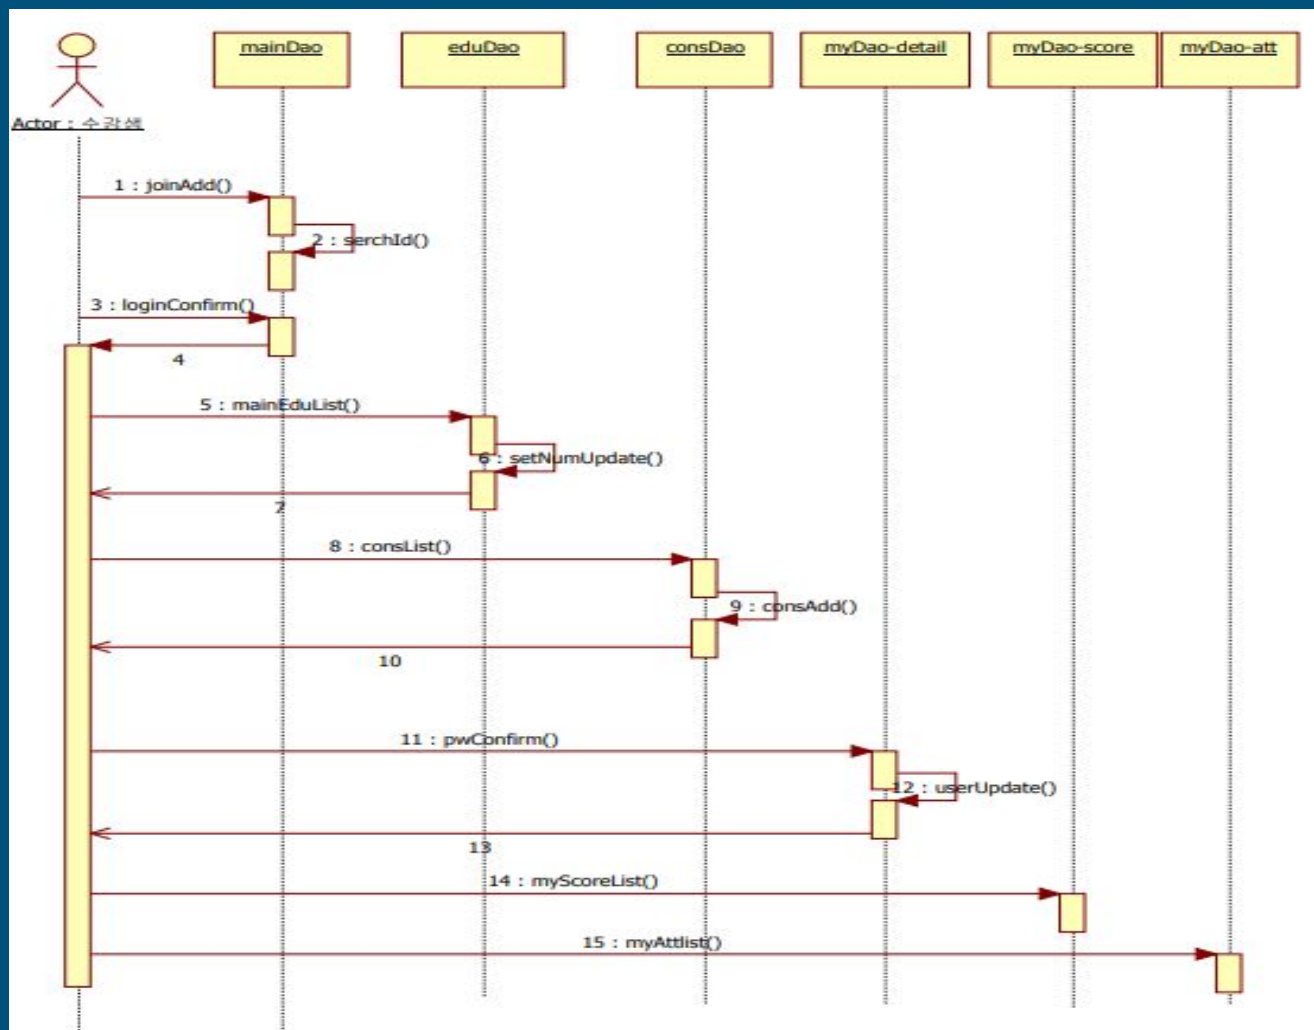 mainDao
eduDao
consDao
myDao-detail
myDao-score
myDao-att
Actor : 수강생
1 : joinAdd()
2 : serchId()
3 : loginConfirm()
4
5 : mainEduList()
6 : setNumUpdate()
7
8 : consList()
9 : consAdd()
10
11 : pwConfirm()
12 : userUpdate()
13
14 : myScoreList()
15 : myAttlist()